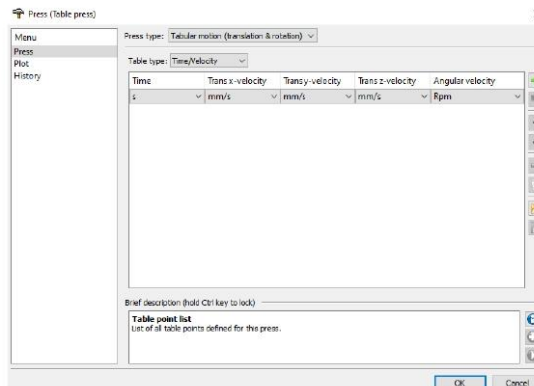 Press (Table press)
Menu
Press
Plot
History
Press type: Tabular motion (translation & rotation)
Table type: Time/Velocity
Time Trans x-velocity Trans y-velocity Trans z-velocity Angular velocity
s mm/s mm/s mm/s Rpm
Brief description (hold Ctrl key to lock)
Table point list
List of all table points defined for this press.
OK Cancel